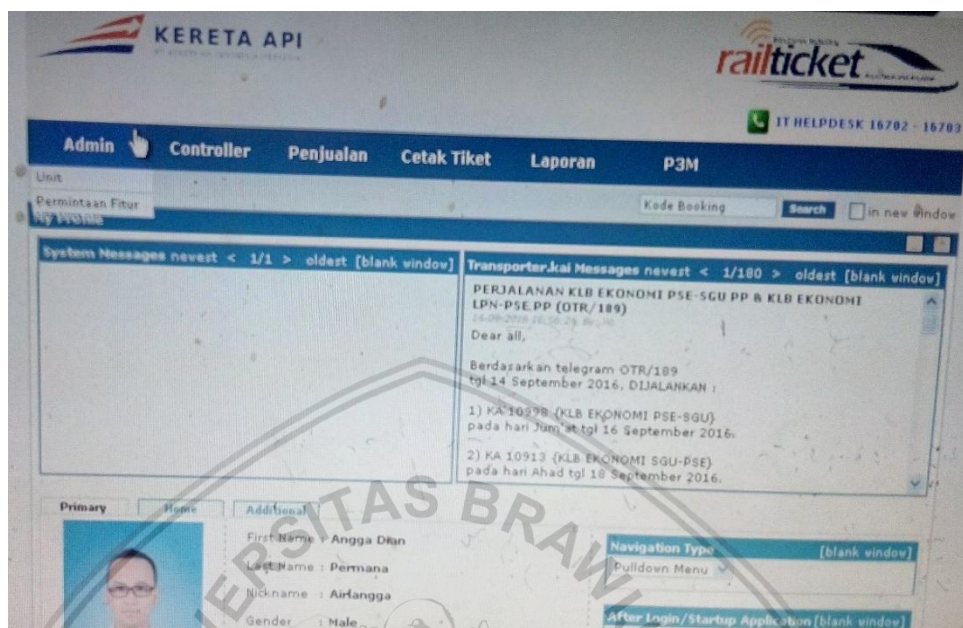 KERETA API
railticket
IT HELPDESK 16702 - 16703
Admin Controller Penjualan Cetak Tiket Laporan P3M
Unit
Permintaan Fitur
Kode Booking Search in new window
My Profile
System Messages newest < 1/1 > oldest [blank window]
Transporter.kai Messages newest < 1/180 > oldest [blank window]
PERJALANAN KLB EKONOMI PSE-SGU PP & KLB EKONOMI
LPN-PSE PP (OTR/189)
Dear all,
Berdasarkan telegram OTR/189
tgl 14 September 2016, DIJALANKAN :
1) KA 10998 {KLB EKONOMI PSE-SGU}
pada hari Jum'at tgl 16 September 2016.
2) KA 10913 {KLB EKONOMI SGU-PSE}
pada hari Ahad tgl 18 September 2016.
Primary Home Additional
First Name : Angga Dian
Last Name : Permana
Nickname : Airlangga
Gender : Male
Navigation Type [blank window]
Pulldown Menu
After Login/Startup Application [blank window]
ERSITAS BRAW